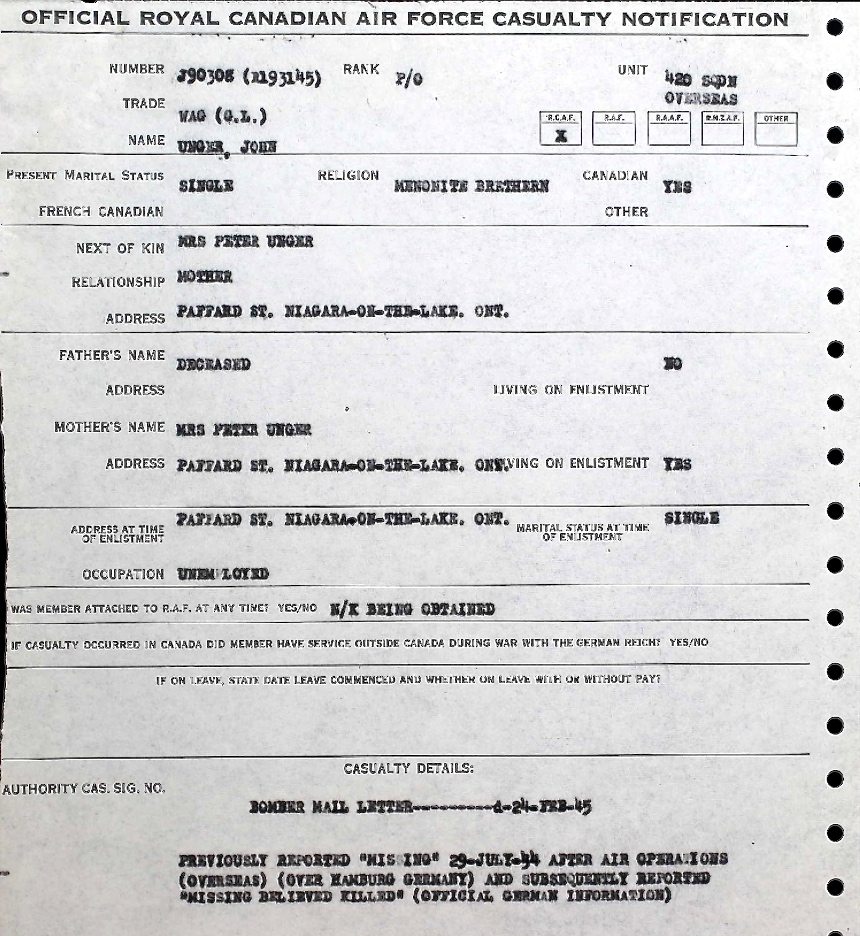 OFFICIAL ROYAL CANADIAN AIR FORCE CASUALTY NOTIFICATION
NUMBER J90308 (R193145) RANK P/O UNIT 420 SQDN
OVERSEAS
TRADE WAG (G.L.)
R.C.A.F. R.A.F. R.A.A.F. R.N.Z.A.F. OTHER
X
NAME UNGER, JOHN
PRESENT MARITAL STATUS SINGLE RELIGION MENONITE BRETHERN CANADIAN YES
FRENCH CANADIAN OTHER
NEXT OF KIN MRS PETER UNGER
RELATIONSHIP MOTHER
ADDRESS PAFFARD ST. NIAGARA-ON-THE-LAKE. ONT.
FATHER'S NAME DECEASED NO
ADDRESS LIVING ON ENLISTMENT
MOTHER'S NAME MRS PETER UNGER
ADDRESS PAFFARD ST. NIAGARA-ON-THE-LAKE. ONT. LIVING ON ENLISTMENT YES
ADDRESS AT TIME OF ENLISTMENT PAFFARD ST. NIAGARA-ON-THE-LAKE. ONT. MARITAL STATUS AT TIME OF ENLISTMENT SINGLE
OCCUPATION UNEMPLOYED
WAS MEMBER ATTACHED TO R.A.F. AT ANY TIME? YES/NO N/K BEING OBTAINED
IF CASUALTY OCCURRED IN CANADA DID MEMBER HAVE SERVICE OUTSIDE CANADA DURING WAR WITH THE GERMAN REICH? YES/NO
IF ON LEAVE, STATE DATE LEAVE COMMENCED AND WHETHER ON LEAVE WITH OR WITHOUT PAY?
CASUALTY DETAILS:
AUTHORITY CAS. SIG. NO.
BOMBER MAIL LETTER----------d-24-FEB-45
PREVIOUSLY REPORTED "MISSING" 29-JULY-44 AFTER AIR OPERATIONS
(OVERSEAS) (OVER HAMBURG GERMANY) AND SUBSEQUENTLY REPORTED
"MISSING BELIEVED KILLED" (OFFICIAL GERMAN INFORMATION)